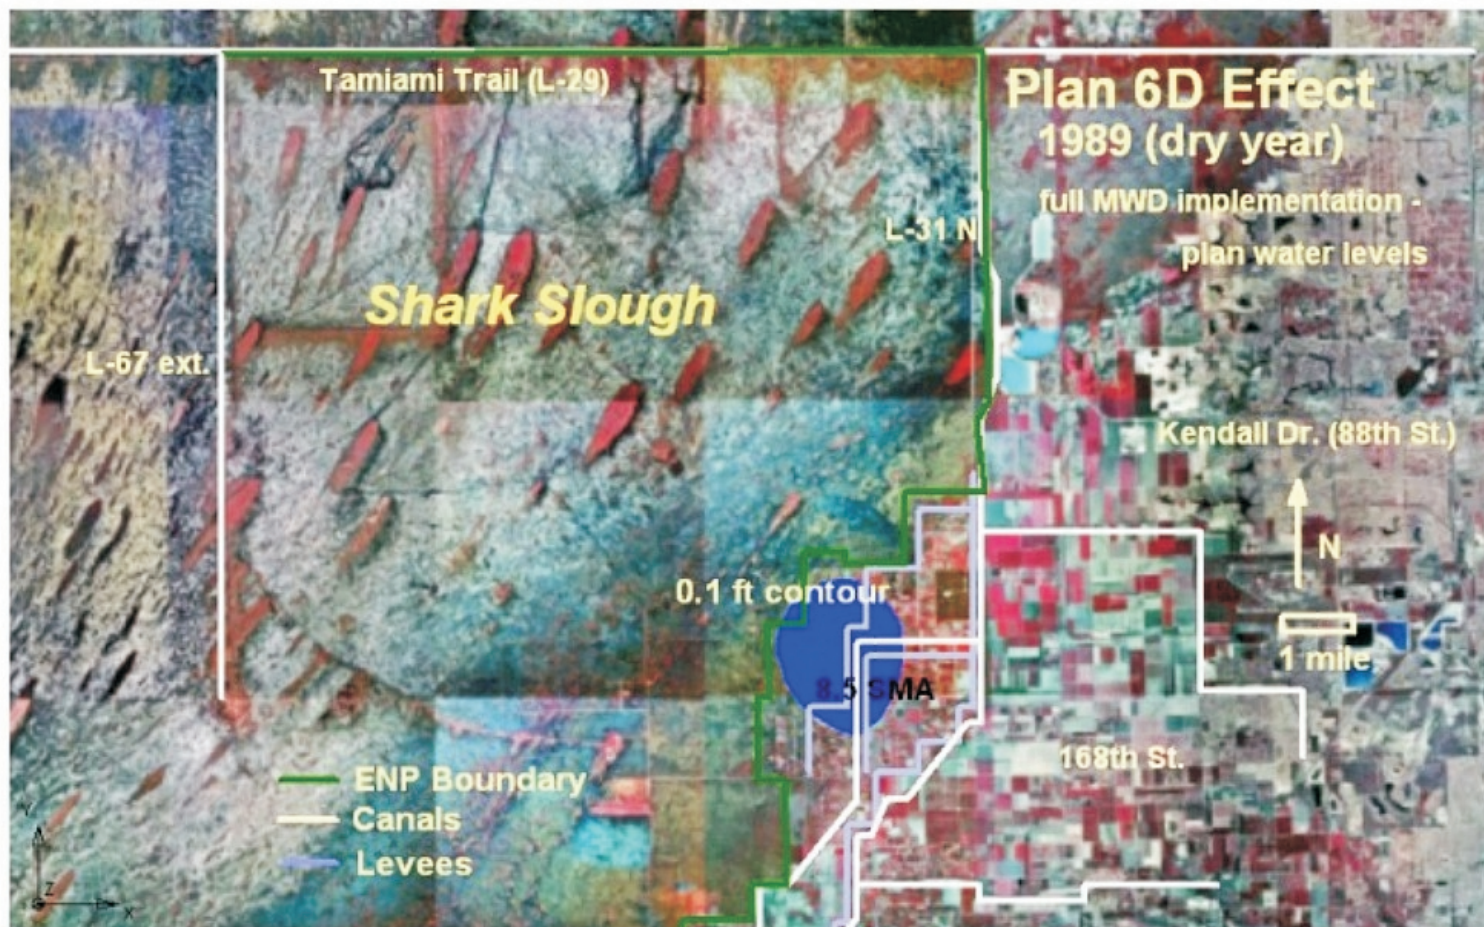 Tamiami Trail (L-29)
Plan 6D Effect
1989 (dry year)
full MWD implementation -
plan water levels
L-31 N
Shark Slough
L-67 ext.
Kendall Dr. (88th St.)
N
0.1 ft contour
1 mile
8.5 SMA
168th St.
ENP Boundary
Canals
Levees
Y
Z
X